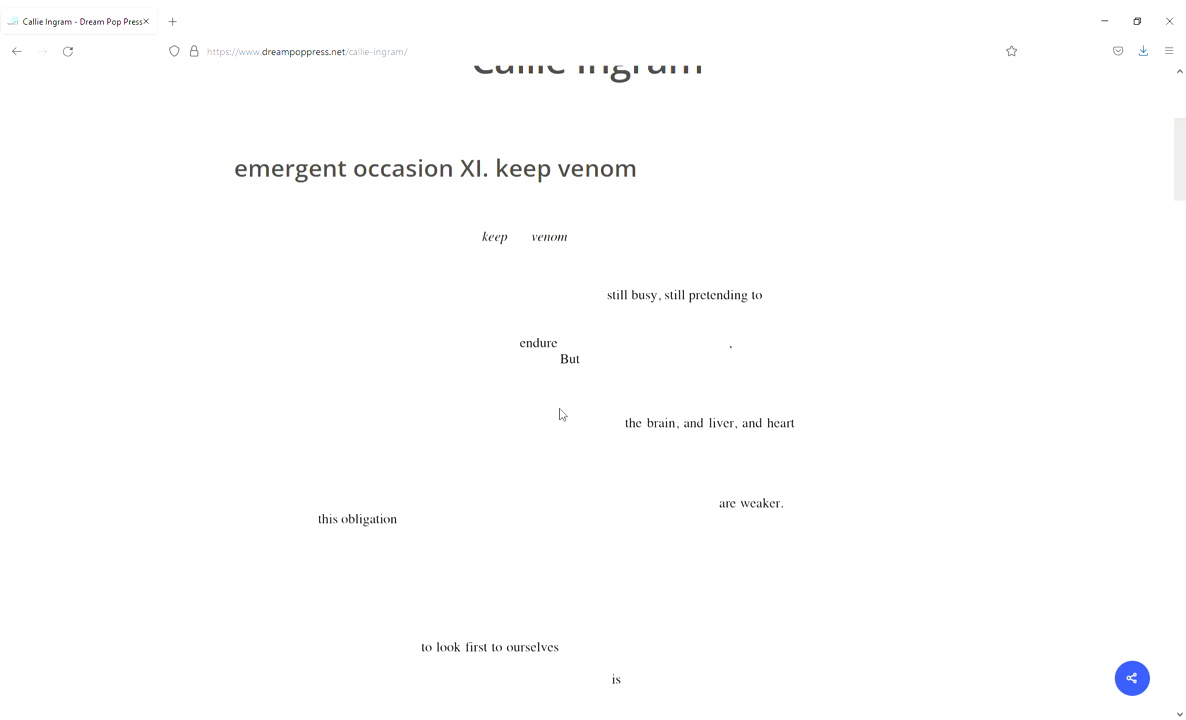 Callie Ingram - Dream Pop Press
https://www.dreampoppress.net/callie-ingram/
Callie Ingram
emergent occasion XI. keep venom
keep venom
still busy, still pretending to
endure ,
But
the brain, and liver, and heart
are weaker.
this obligation
to look first to ourselves
is